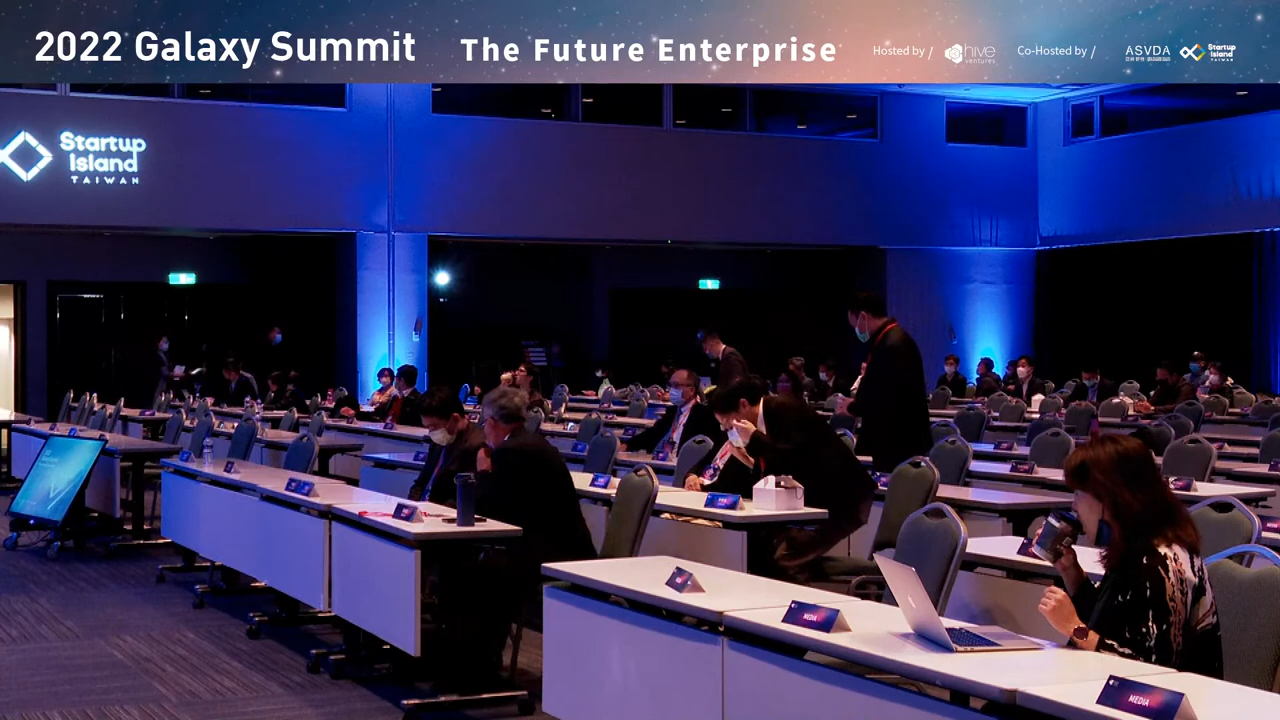 2022 Galaxy Summit
The Future Enterprise
Hosted by /
hive
ventures
Co-Hosted by /
ASVDA
Startup
Island
TAIWAN
Startup
Island
TAIWAN
MEDIA
MEDIA